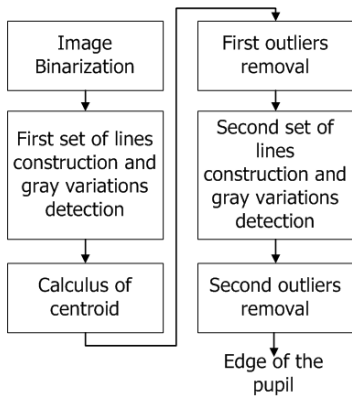 Image
Binarization
First set of lines
construction and
gray variations
detection
Calculus of
centroid
First outliers
removal
Second set of
lines
construction and
gray variations
detection
Second outliers
removal
Edge of the
pupil